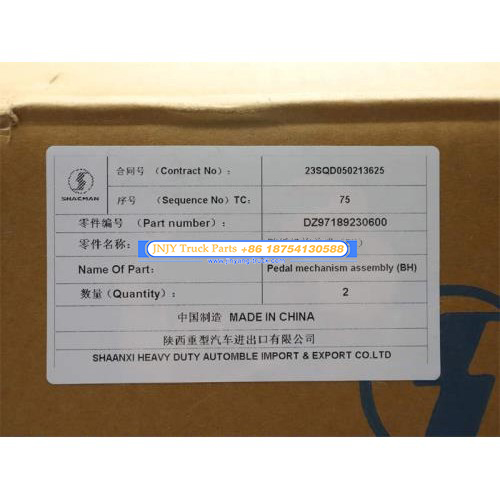 SHACMAN
合同号 (Contract No):
23SQD050213625
序号 (Sequence No) TC:
75
零件编号 (Part number):
DZ97189230600
零件名称:
JNJY Truck Parts +86 18754130588
Name Of Part:
Pedal mechanism assembly (BH)
数量 (Quantity):
2
中国制造 MADE IN CHINA
陕西重型汽车进出口有限公司
SHAANXI HEAVY DUTY AUTOMBLE IMPORT & EXPORT CO.LTD